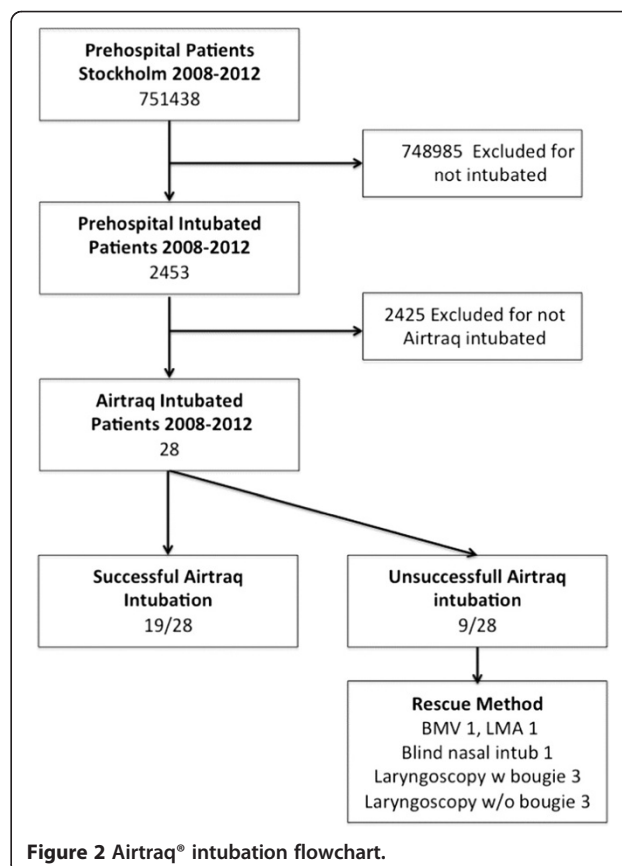 Prehospital Patients
Stockholm 2008-2012
751438
748985 Excluded for
not intubated
Prehospital Intubated
Patients 2008-2012
2453
2425 Excluded for not
Airtraq intubated
Airtraq Intubated
Patients 2008-2012
28
Successful Airtraq
Intubation
19/28
Unsuccessfull Airtraq
intubation
9/28
Rescue Method
BMV 1, LMA 1
Blind nasal intub 1
Laryngoscopy w bougie 3
Laryngoscopy w/o bougie 3
Figure 2 Airtraq® intubation flowchart.